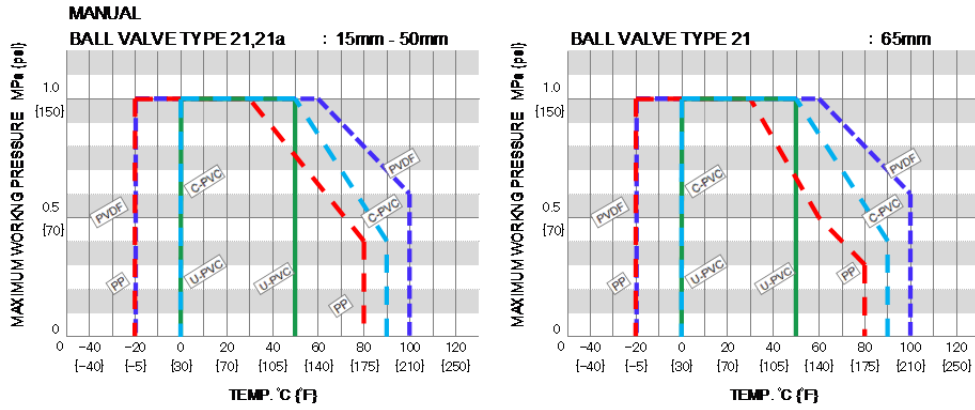 MANUAL
BALL VALVE TYPE 21,21a : 15mm - 50mm
MAXIMUM WORKNG PRESSURE MPa {psi}
1.0
{150}
0.5
{70}
0
PVDF
C-PVC
PVDF
C-PVC
PP
U-PVC
U-PVC
PP
0 -40 -20 0 20 40 60 80 100 120
{-40} {-5} {30} {70} {105} {140} {175} {210} {250}
TEMP. °C {°F}
BALL VALVE TYPE 21 : 65mm
MAXIMUM WORKNG PRESSURE MPa {psi}
1.0
{150}
0.5
{70}
0
PVDF
C-PVC
PVDF
C-PVC
PP
U-PVC
U-PVC
PP
0 -40 -20 0 20 40 60 80 100 120
{-40} {-5} {30} {70} {105} {140} {175} {210} {250}
TEMP. °C {°F}